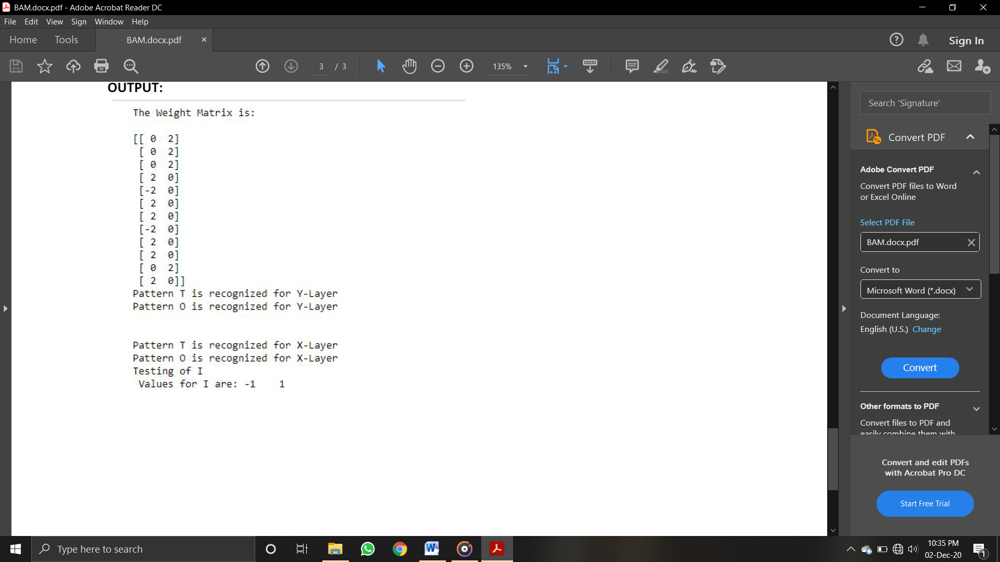 BAM.docx.pdf - Adobe Acrobat Reader DC
File Edit View Sign Window Help
Home Tools BAM.docx.pdf × Sign In
3 / 3 135%
OUTPUT:
The Weight Matrix is:
[[ 0 2]
[ 0 2]
[ 0 2]
[ 2 0]
[-2 0]
[ 2 0]
[ 2 0]
[-2 0]
[ 2 0]
[ 2 0]
[ 0 2]
[ 2 0]]
Pattern T is recognized for Y-Layer
Pattern O is recognized for Y-Layer
Pattern T is recognized for X-Layer
Pattern O is recognized for X-Layer
Testing of I
Values for I are: -1 1
Search 'Signature'
Convert PDF
Adobe Convert PDF
Convert PDF files to Word
or Excel Online
Select PDF File
BAM.docx.pdf
Convert to
Microsoft Word (*.docx)
Document Language:
English (U.S.) Change
Convert
Other formats to PDF
Convert files to PDF and
easily combine them with
Convert and edit PDFs
with Acrobat Pro DC
Start Free Trial
Type here to search
10:35 PM
02-Dec-20
1